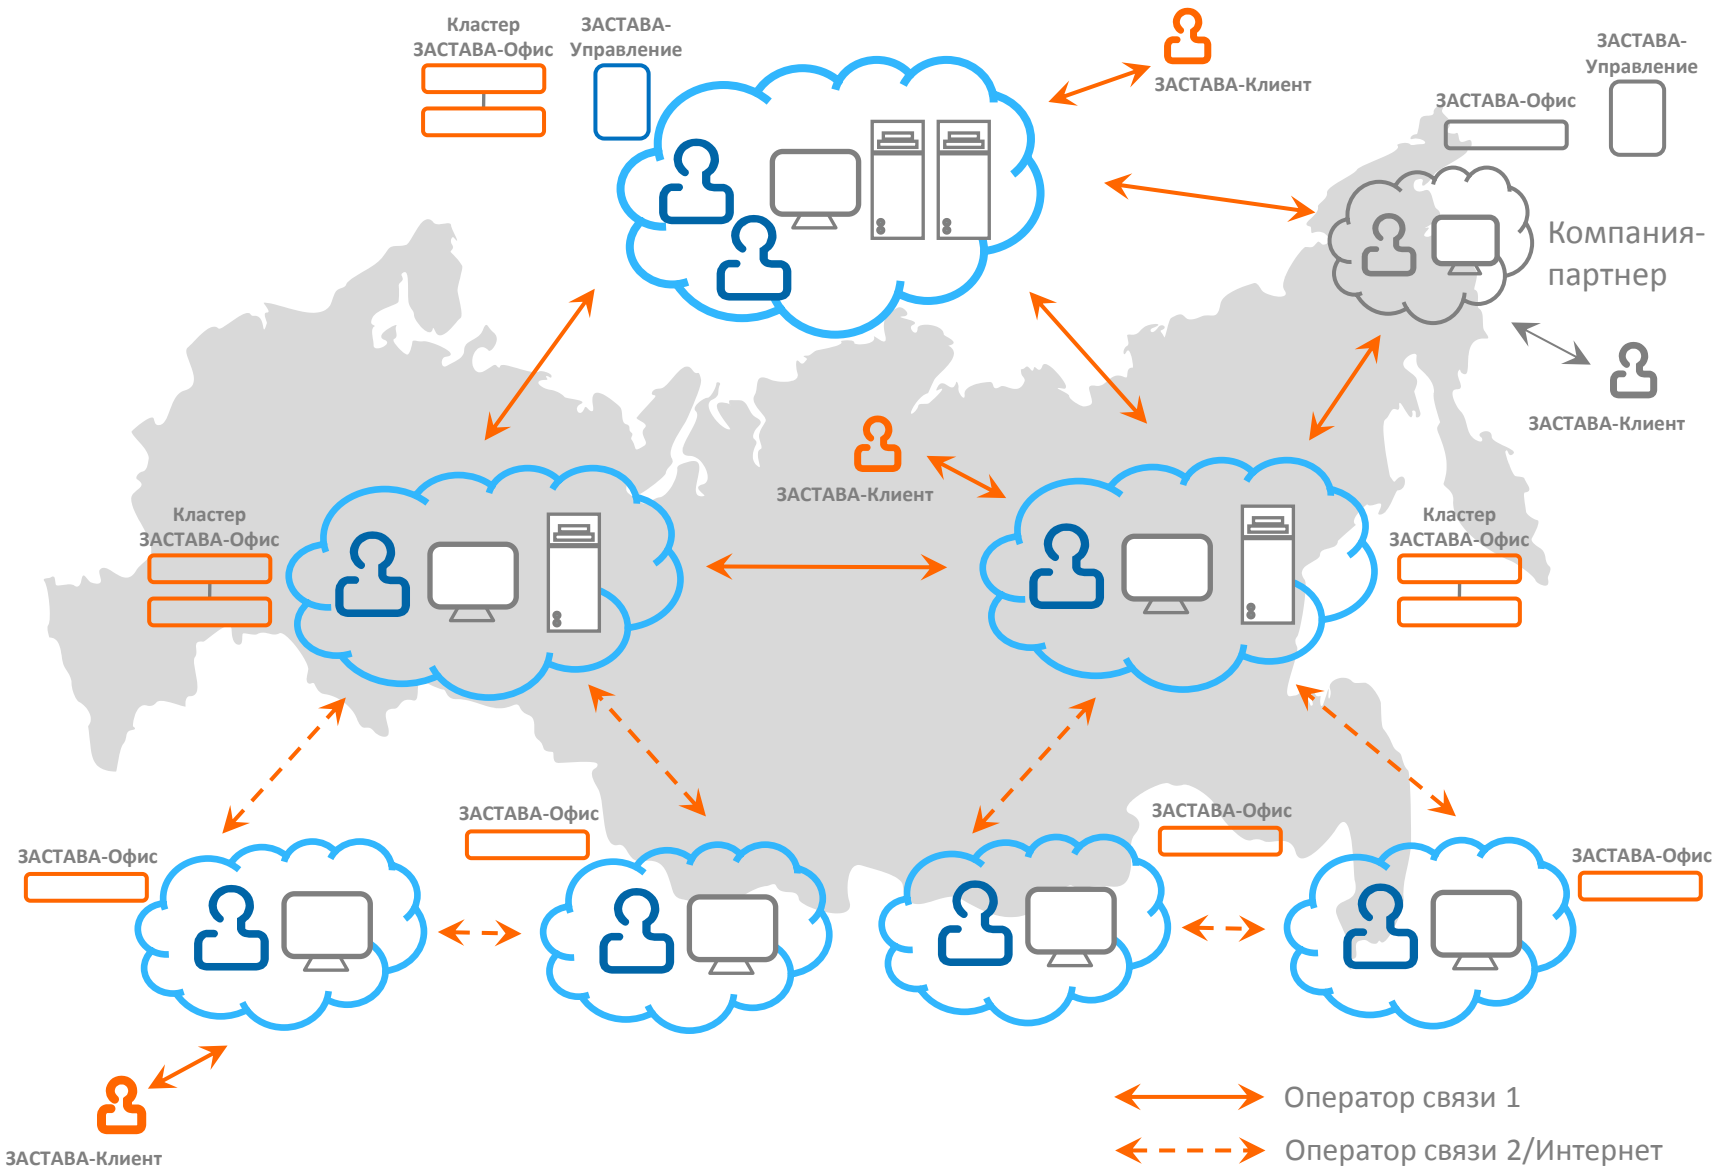 Кластер
ЗАСТАВА-Офис
ЗАСТАВА-
Управление
ЗАСТАВА-Клиент
ЗАСТАВА-
Управление
ЗАСТАВА-Офис
Компания-
партнер
ЗАСТАВА-Клиент
ЗАСТАВА-Клиент
Кластер
ЗАСТАВА-Офис
Кластер
ЗАСТАВА-Офис
ЗАСТАВА-Офис
ЗАСТАВА-Офис
ЗАСТАВА-Офис
ЗАСТАВА-Офис
ЗАСТАВА-Клиент
Оператор связи 1
Оператор связи 2/Интернет